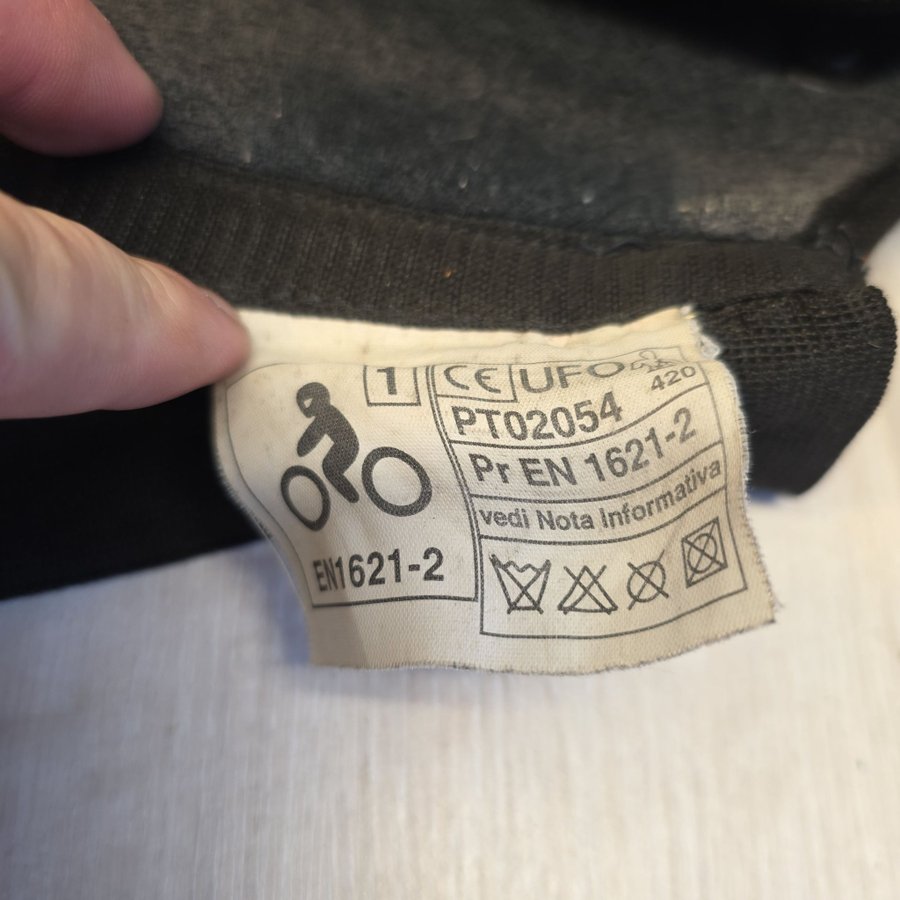 1
CE UFO
420
PT02054
Pr EN 1621-2
vedi Nota Informativa
EN1621-2